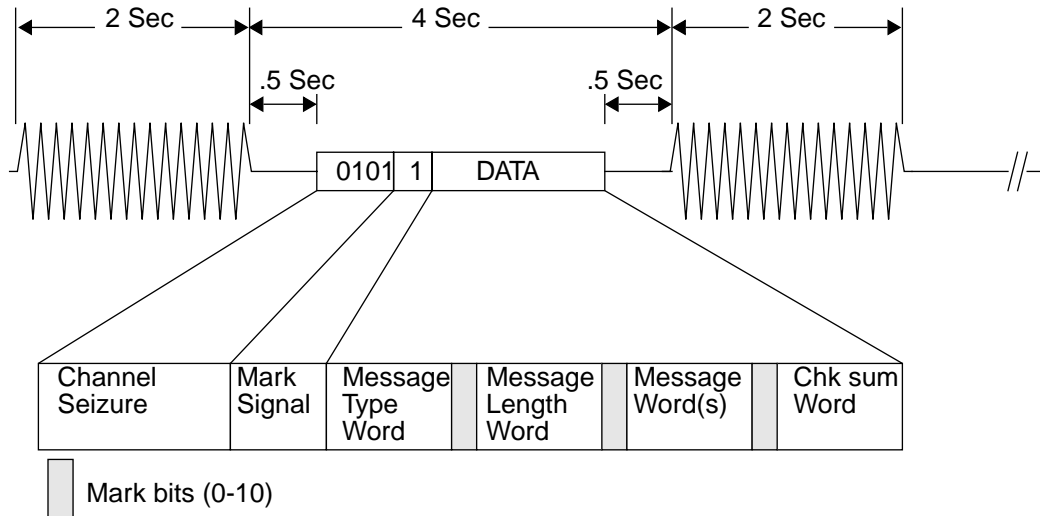 2 Sec
4 Sec
2 Sec
.5 Sec
.5 Sec
0101
1
DATA
Channel
Seizure
Mark
Signal
Message
Type
Word
Message
Length
Word
Message
Word(s)
Chk sum
Word
Mark bits (0-10)